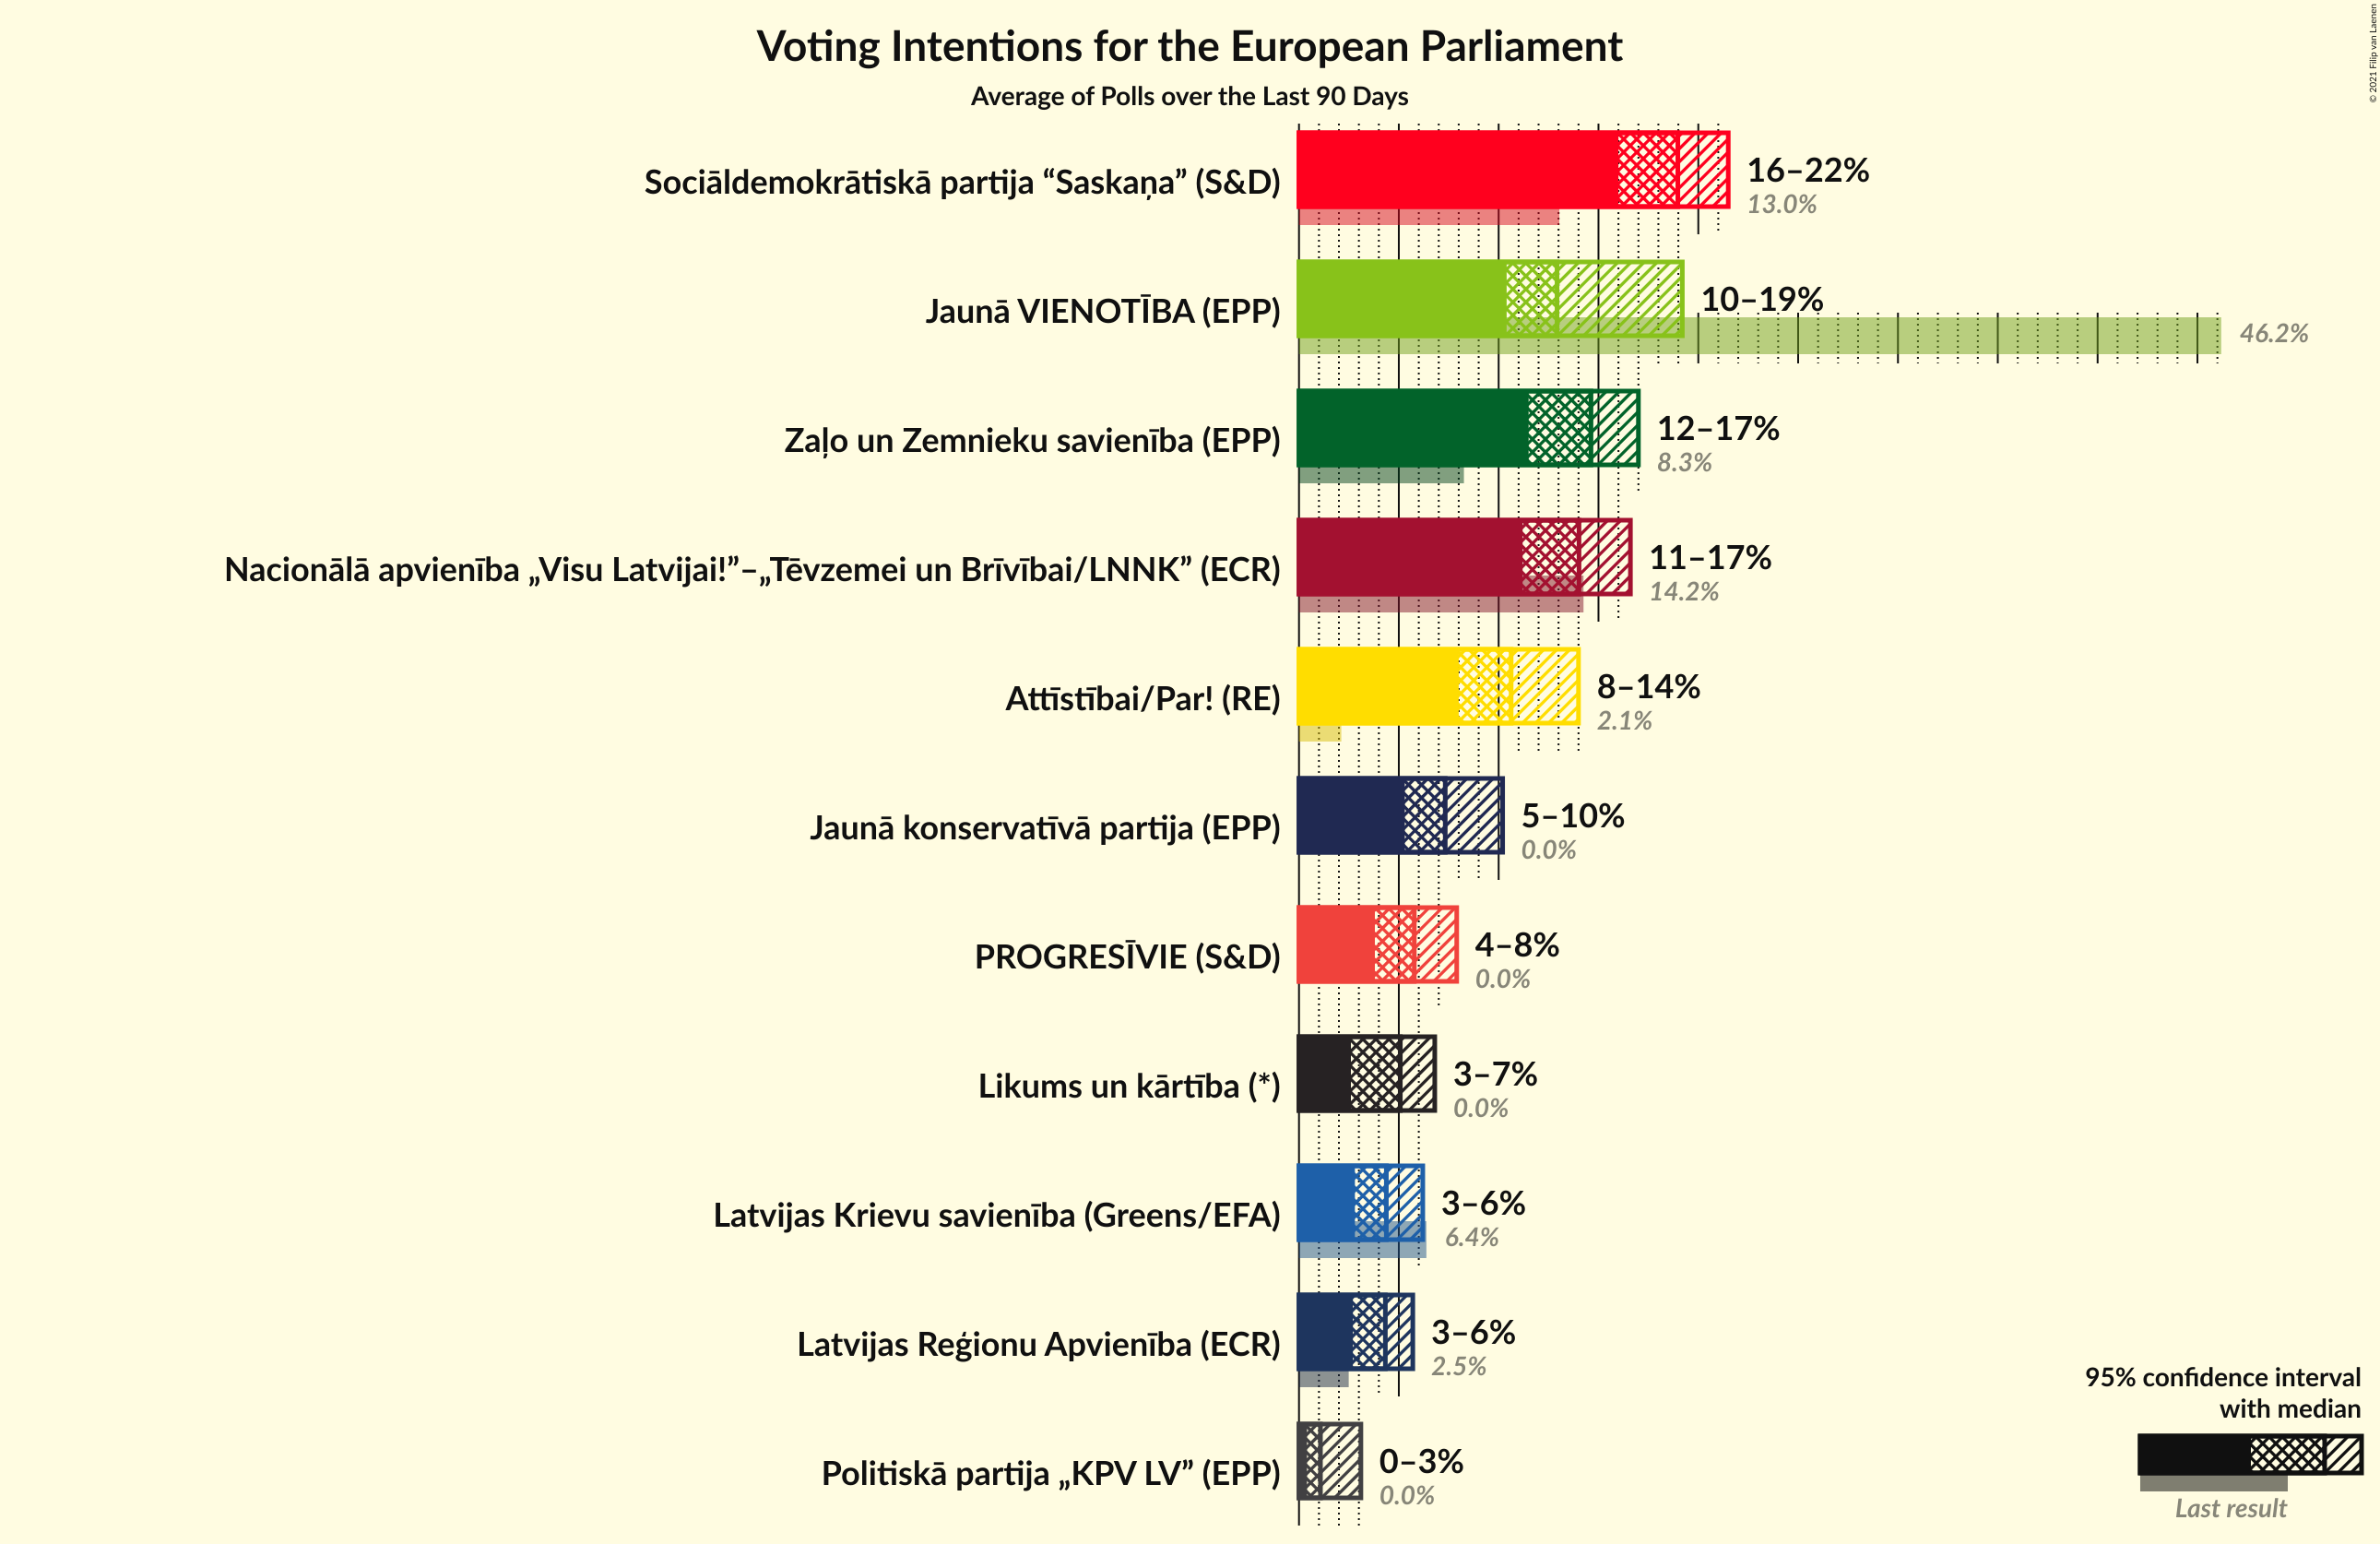 Voting Intentions for the European Parliament
Average of Polls over the Last 90 Days
© 2021 Filip van Laenen
Sociāldemokrātiskā partija “Saskaņa” (S&D)
16–22%
13.0%
Jaunā VIENOTĪBA (EPP)
10–19%
46.2%
Zaļo un Zemnieku savienība (EPP)
12–17%
8.3%
Nacionālā apvienība „Visu Latvijai!”–„Tēvzemei un Brīvībai/LNNK” (ECR)
11–17%
14.2%
Attīstībai/Par! (RE)
8–14%
2.1%
Jaunā konservatīvā partija (EPP)
5–10%
0.0%
PROGRESĪVIE (S&D)
4–8%
0.0%
Likums un kārtība (*)
3–7%
0.0%
Latvijas Krievu savienība (Greens/EFA)
3–6%
6.4%
Latvijas Reģionu Apvienība (ECR)
3–6%
2.5%
Politiskā partija „KPV LV” (EPP)
0–3%
0.0%
95% confidence interval
with median
Last result